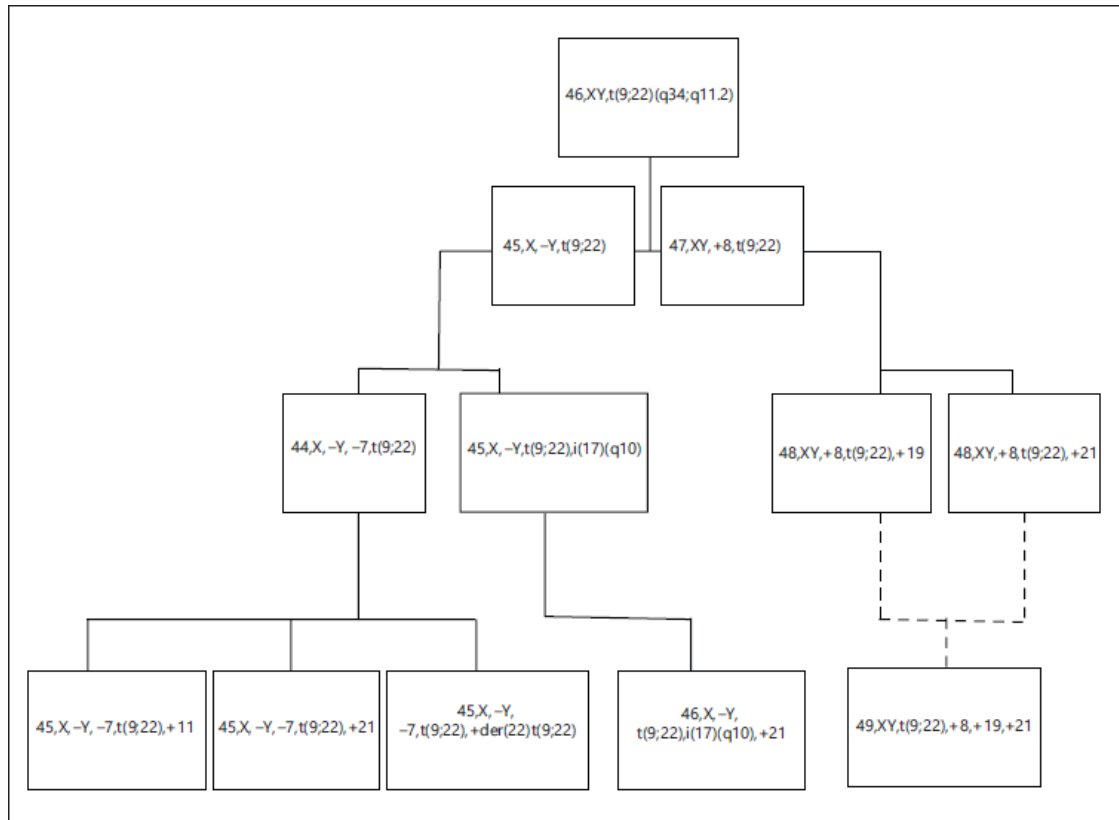 46,XY,t(9;22)(q34;q11.2)
45,X,–Y,t(9;22)
47,XY,+8,t(9;22)
44,X,–Y,–7,t(9;22)
45,X,–Y,t(9;22),i(17)(q10)
48,XY,+8,t(9;22),+19
48,XY,+8,t(9;22),+21
45,X,–Y,–7,t(9;22),+11
45,X,–Y,–7,t(9;22),+21
45,X,–Y,
–7,t(9;22),+der(22)t(9;22)
46,X,–Y,
t(9;22),i(17)(q10),+21
49,XY,t(9;22),+8,+19,+21